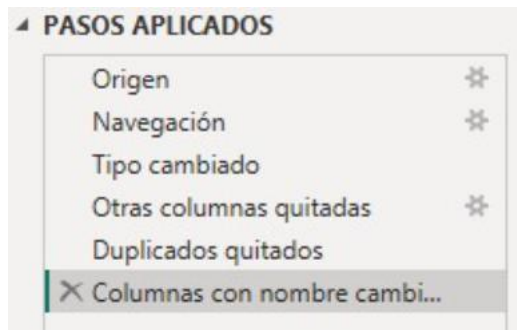 PASOS APLICADOS
Origen
Navegación
Tipo cambiado
Otras columnas quitadas
Duplicados quitados
Columnas con nombre cambi...